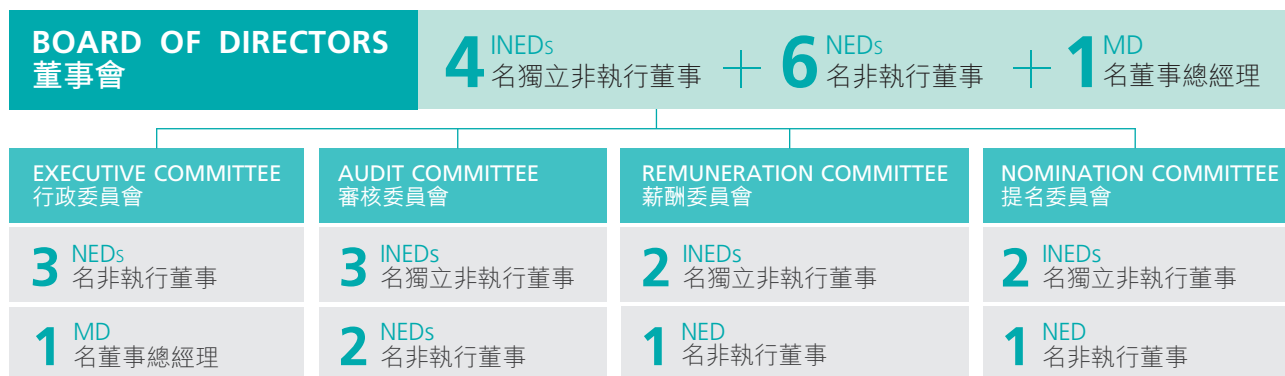 BOARD OF DIRECTORS
董事會
4 INEDs
名獨立非執行董事
+
6 NEDs
名非執行董事
+
1 MD
名董事總經理
EXECUTIVE COMMITTEE
行政委員會
3 NEDs
名非執行董事
1 MD
名董事總經理
AUDIT COMMITTEE
審核委員會
3 INEDs
名獨立非執行董事
2 NEDs
名非執行董事
REMUNERATION COMMITTEE
薪酬委員會
2 INEDs
名獨立非執行董事
1 NED
名非執行董事
NOMINATION COMMITTEE
提名委員會
2 INEDs
名獨立非執行董事
1 NED
名非執行董事